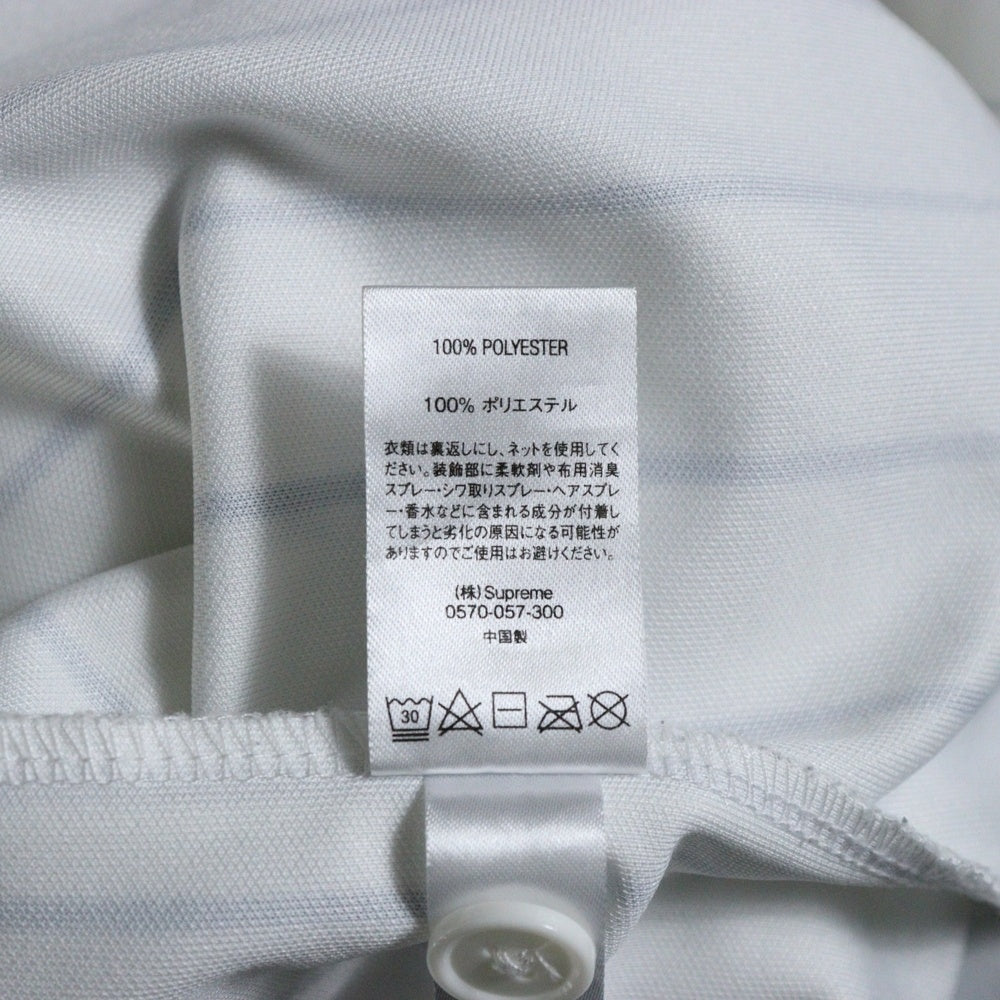 100% POLYESTER
100% ポリエステル
衣類は裏返しにし、ネットを使用してく
ださい。装飾部に柔軟剤や布用消臭
スプレー・シワ取りスプレー・ヘアスプレ
ー・香水などに含まれる成分が付着し
てしまうと劣化の原因になる可能性が
ありますのでご使用はお避けください。
(株)Supreme
0570-057-300
中国製
30